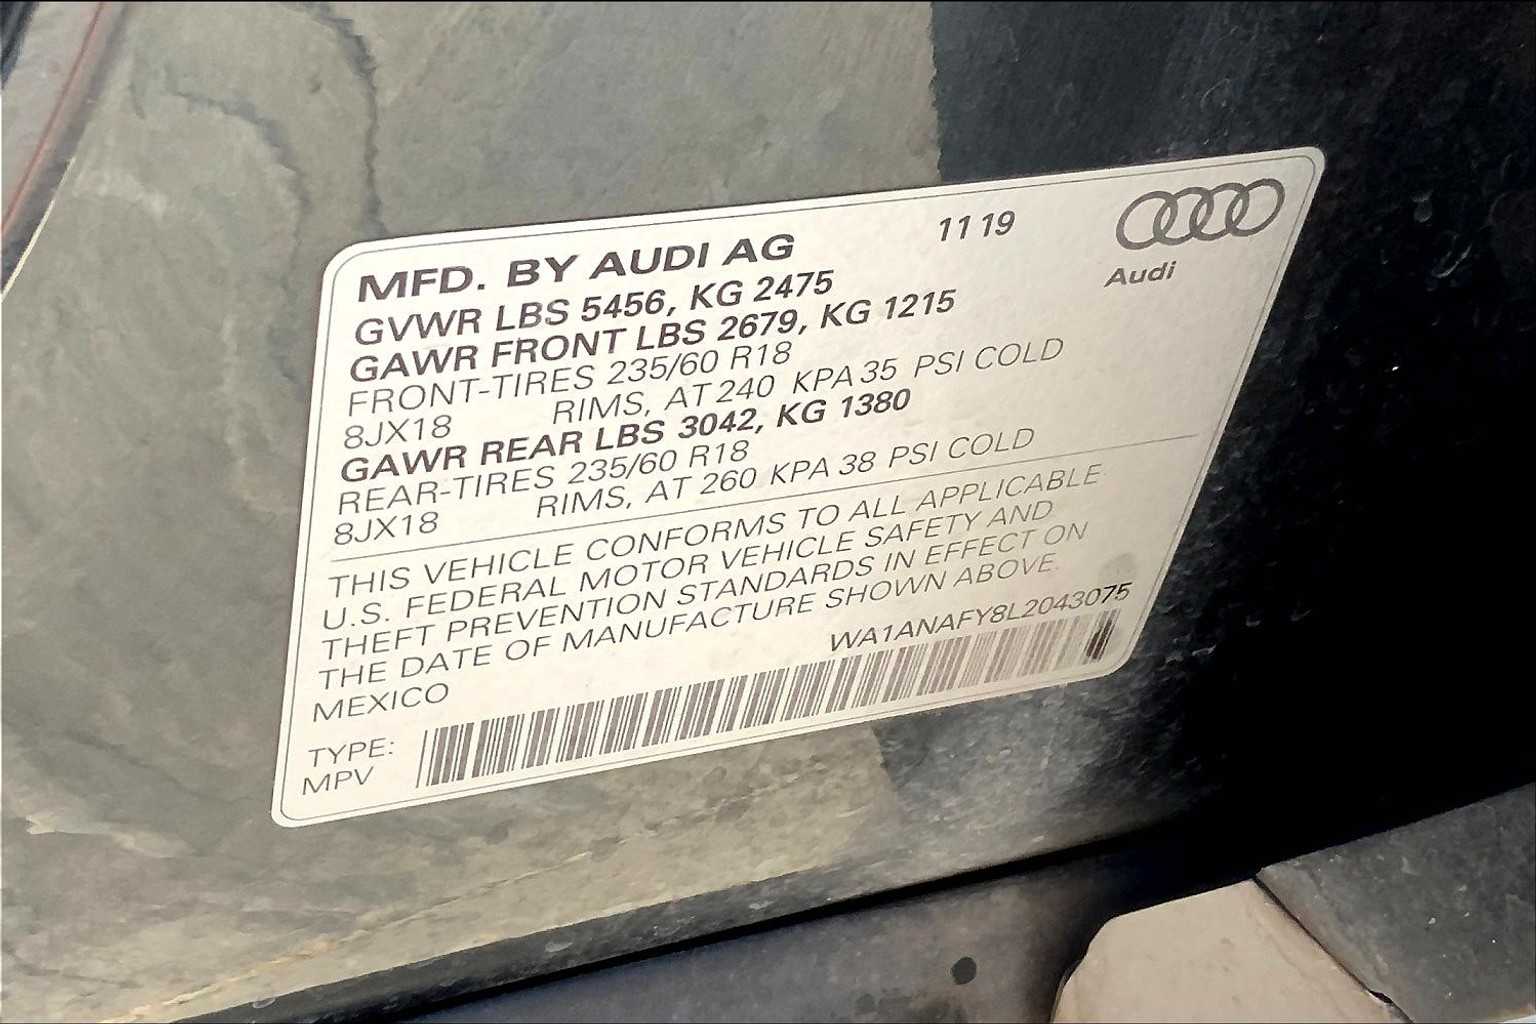 MFD. BY AUDI AG 11 19
Audi
GVWR LBS 5456, KG 2475
GAWR FRONT LBS 2679, KG 1215
FRONT-TIRES 235/60 R18
8JX18 RIMS, AT 240 KPA 35 PSI COLD
GAWR REAR LBS 3042, KG 1380
REAR-TIRES 235/60 R18
8JX18 RIMS, AT 260 KPA 38 PSI COLD
THIS VEHICLE CONFORMS TO ALL APPLICABLE
U.S. FEDERAL MOTOR VEHICLE SAFETY AND
THEFT PREVENTION STANDARDS IN EFFECT ON
THE DATE OF MANUFACTURE SHOWN ABOVE.
MEXICO WA1ANAFY8L2043075
TYPE:
MPV